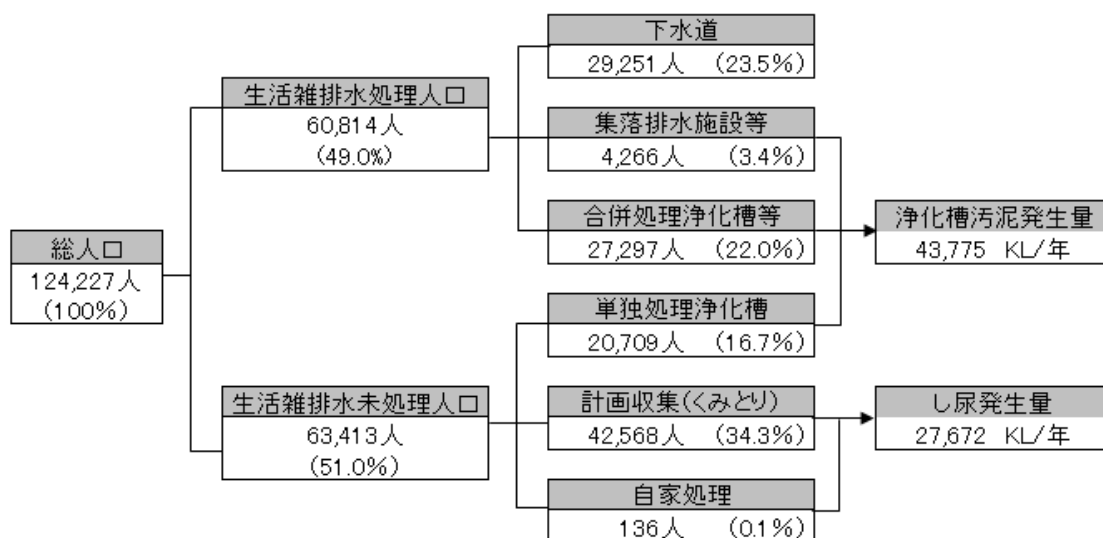 総人口
124,227人
(100%)
生活雑排水処理人口
60,814人
(49.0%)
生活雑排水未処理人口
63,413人
(51.0%)
下水道
29,251人 (23.5%)
集落排水施設等
4,266人 (3.4%)
合併処理浄化槽等
27,297人 (22.0%)
単独処理浄化槽
20,709人 (16.7%)
計画収集(くみとり)
42,568人 (34.3%)
自家処理
136人 (0.1%)
浄化槽汚泥発生量
43,775 KL/年
し尿発生量
27,672 KL/年